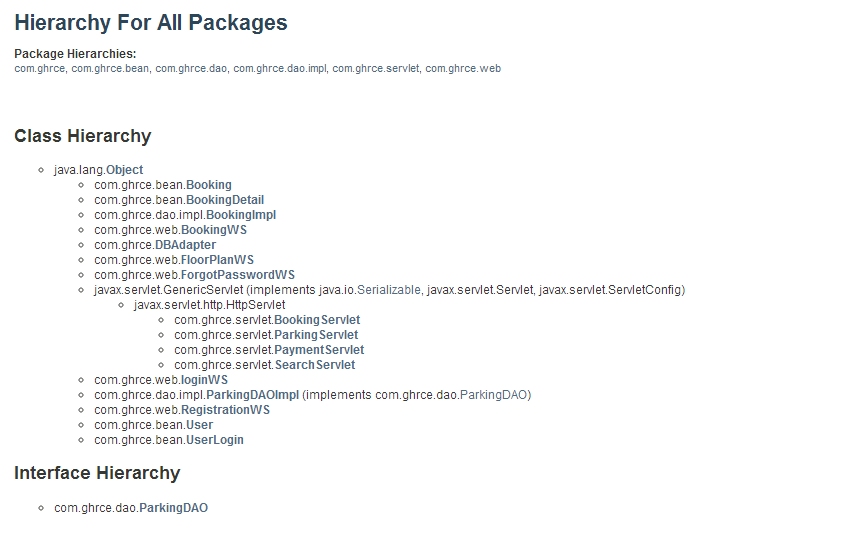 Hierarchy For All Packages
Package Hierarchies:
com.ghrce, com.ghrce.bean, com.ghrce.dao, com.ghrce.dao.impl, com.ghrce.servlet, com.ghrce.web
Class Hierarchy
java.lang.Object
com.ghrce.bean.Booking
com.ghrce.bean.BookingDetail
com.ghrce.dao.impl.BookingImpl
com.ghrce.web.BookingWS
com.ghrce.DBAdapter
com.ghrce.web.FloorPlanWS
com.ghrce.web.ForgotPasswordWS
javax.servlet.GenericServlet (implements java.io.Serializable, javax.servlet.Servlet, javax.servlet.ServletConfig)
javax.servlet.http.HttpServlet
com.ghrce.servlet.BookingServlet
com.ghrce.servlet.ParkingServlet
com.ghrce.servlet.PaymentServlet
com.ghrce.servlet.SearchServlet
com.ghrce.web.loginWS
com.ghrce.dao.impl.ParkingDAOImpl (implements com.ghrce.dao.ParkingDAO)
com.ghrce.web.RegistrationWS
com.ghrce.bean.User
com.ghrce.bean.UserLogin
Interface Hierarchy
com.ghrce.dao.ParkingDAO